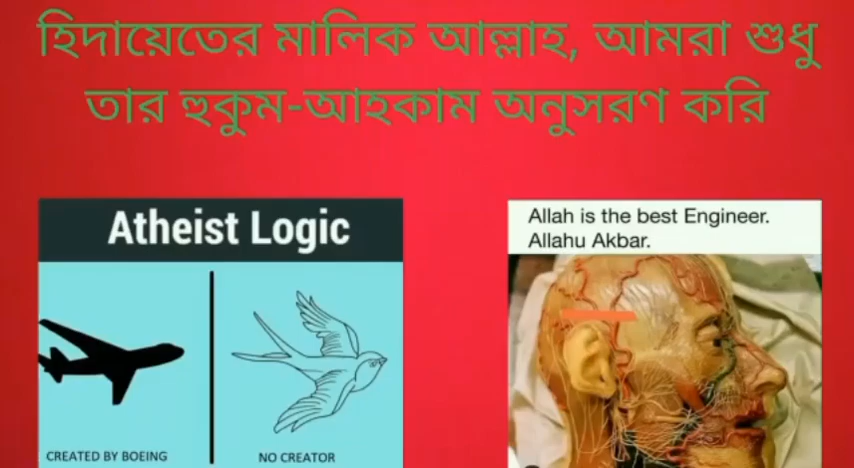 হিদায়েতের মালিক আল্লাহ, আমরা শুধু
তার হুকুম-আহকাম অনুসরণ করি
Atheist Logic
CREATED BY BOEING
NO CREATOR
Allah is the best Engineer.
Allahu Akbar.